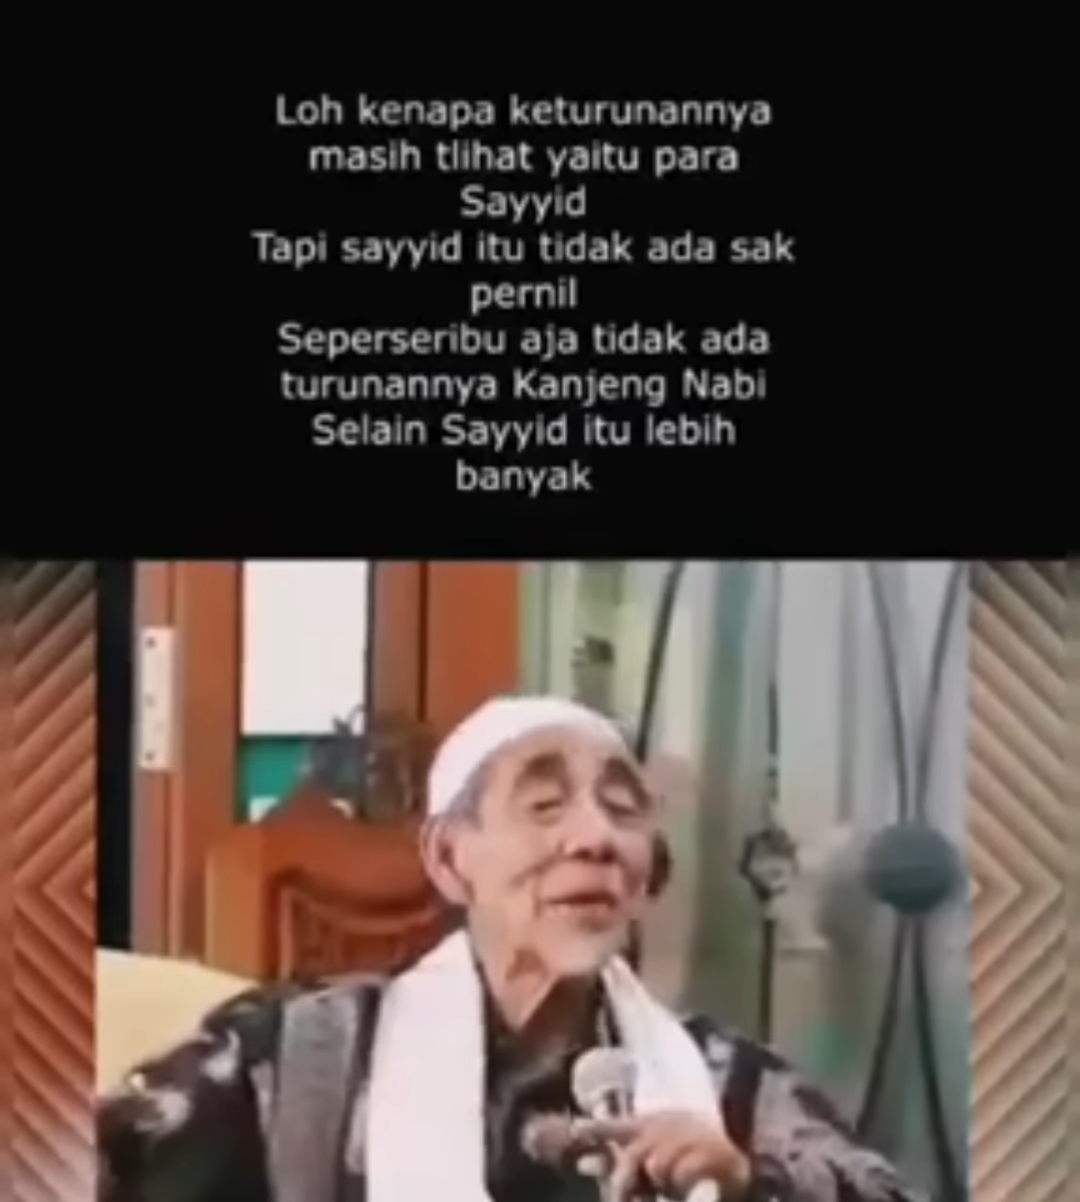 Loh kenapa keturunannya
masih tlihat yaitu para
Sayyid
Tapi sayyid itu tidak ada sak
pernil
Seperseribu aja tidak ada
turunannya Kanjeng Nabi
Selain Sayyid itu lebih
banyak